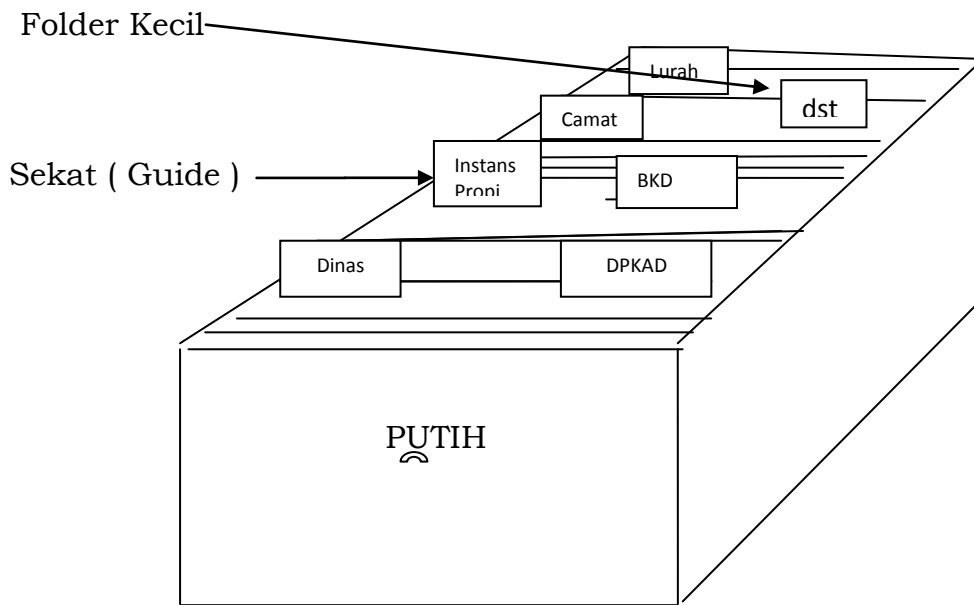 Folder Kecil
Lurah
dst
Camat
Sekat ( Guide )
Instans
Propi
BKD
Dinas
DPKAD
PUTIH